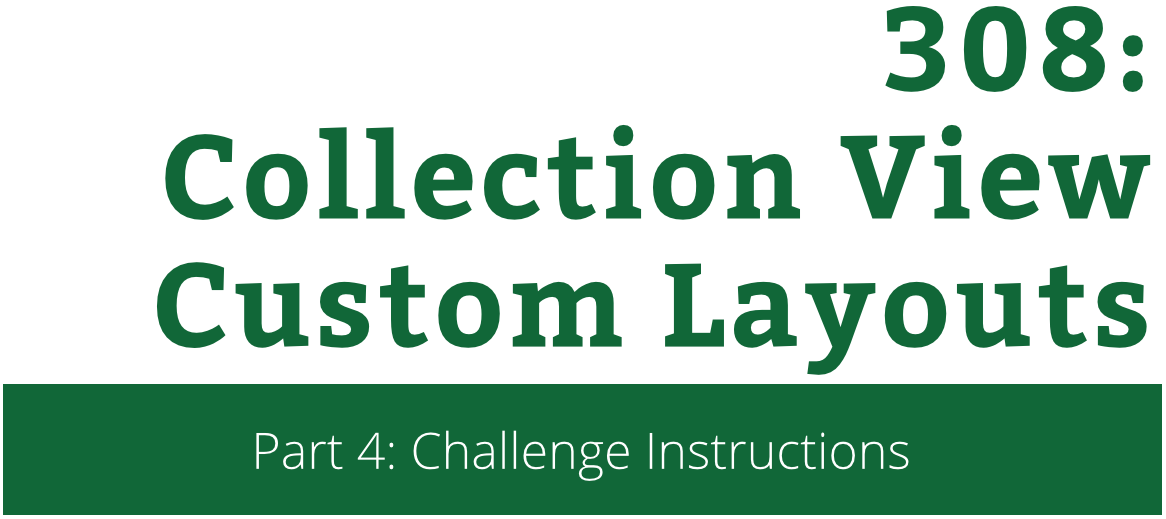 308:
Collection View
Custom Layouts
Part 4: Challenge Instructions